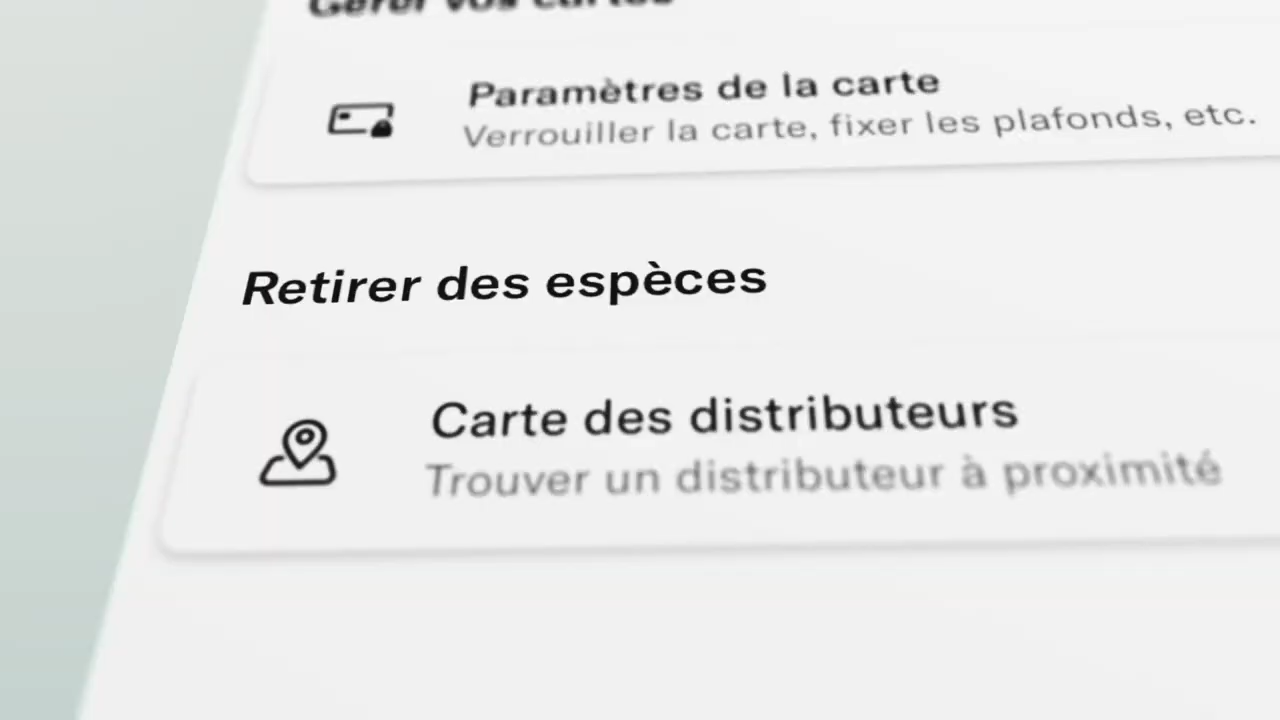 Gérer vos cartes
Paramètres de la carte
Verrouiller la carte, fixer les plafonds, etc.
Retirer des espèces
Carte des distributeurs
Trouver un distributeur à proximité